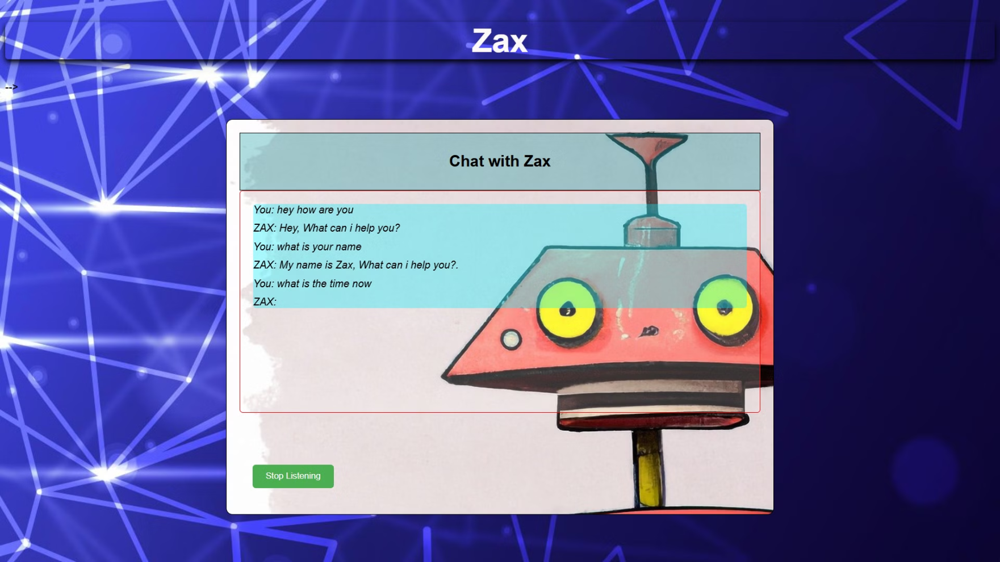 Zax
-->
Chat with Zax
You: hey how are you
ZAX: Hey, What can i help you?
You: what is your name
ZAX: My name is Zax, What can i help you?.
You: what is the time now
ZAX:
Stop Listening